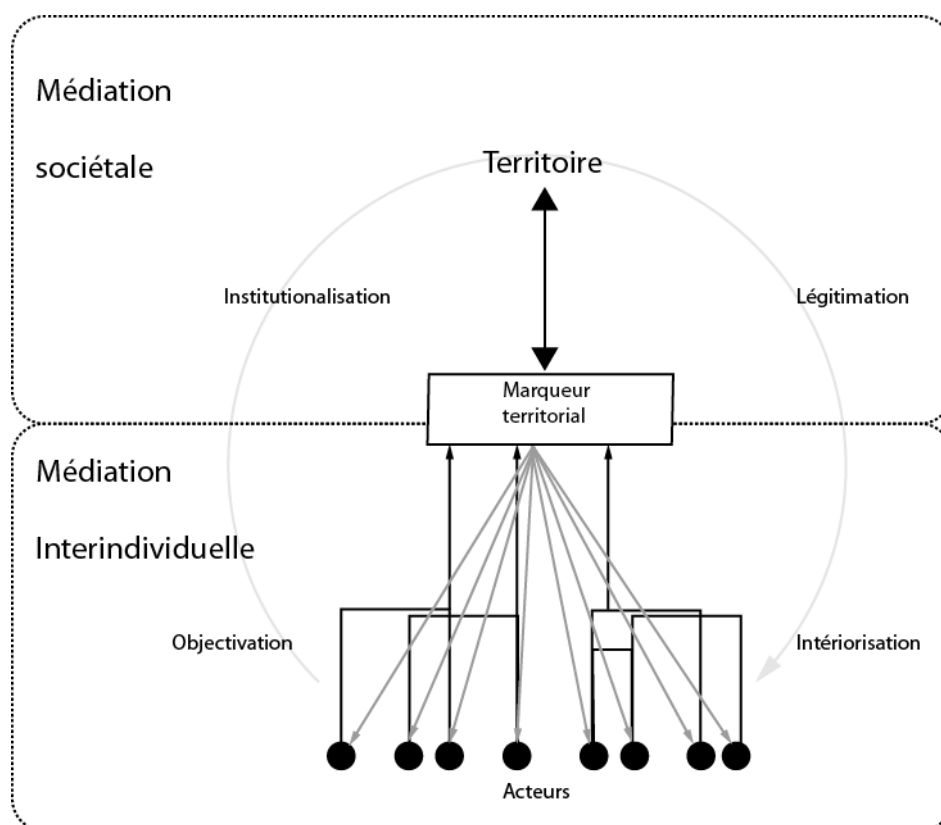 Médiation
sociétale
Territoire
Institutionalisation
Légitimation
Marqueur
territorial
Médiation
Interindividuelle
Objectivation
Intériorisation
Acteurs